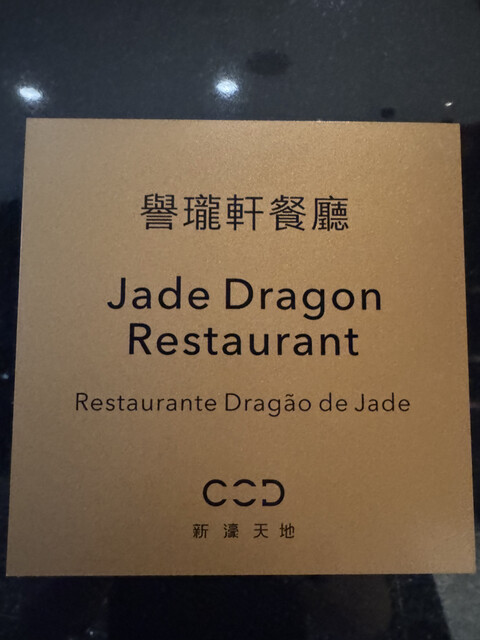 譽瓏軒餐廳
Jade Dragon
Restaurant
Restaurante Dragão de Jade
COD
新濠天地